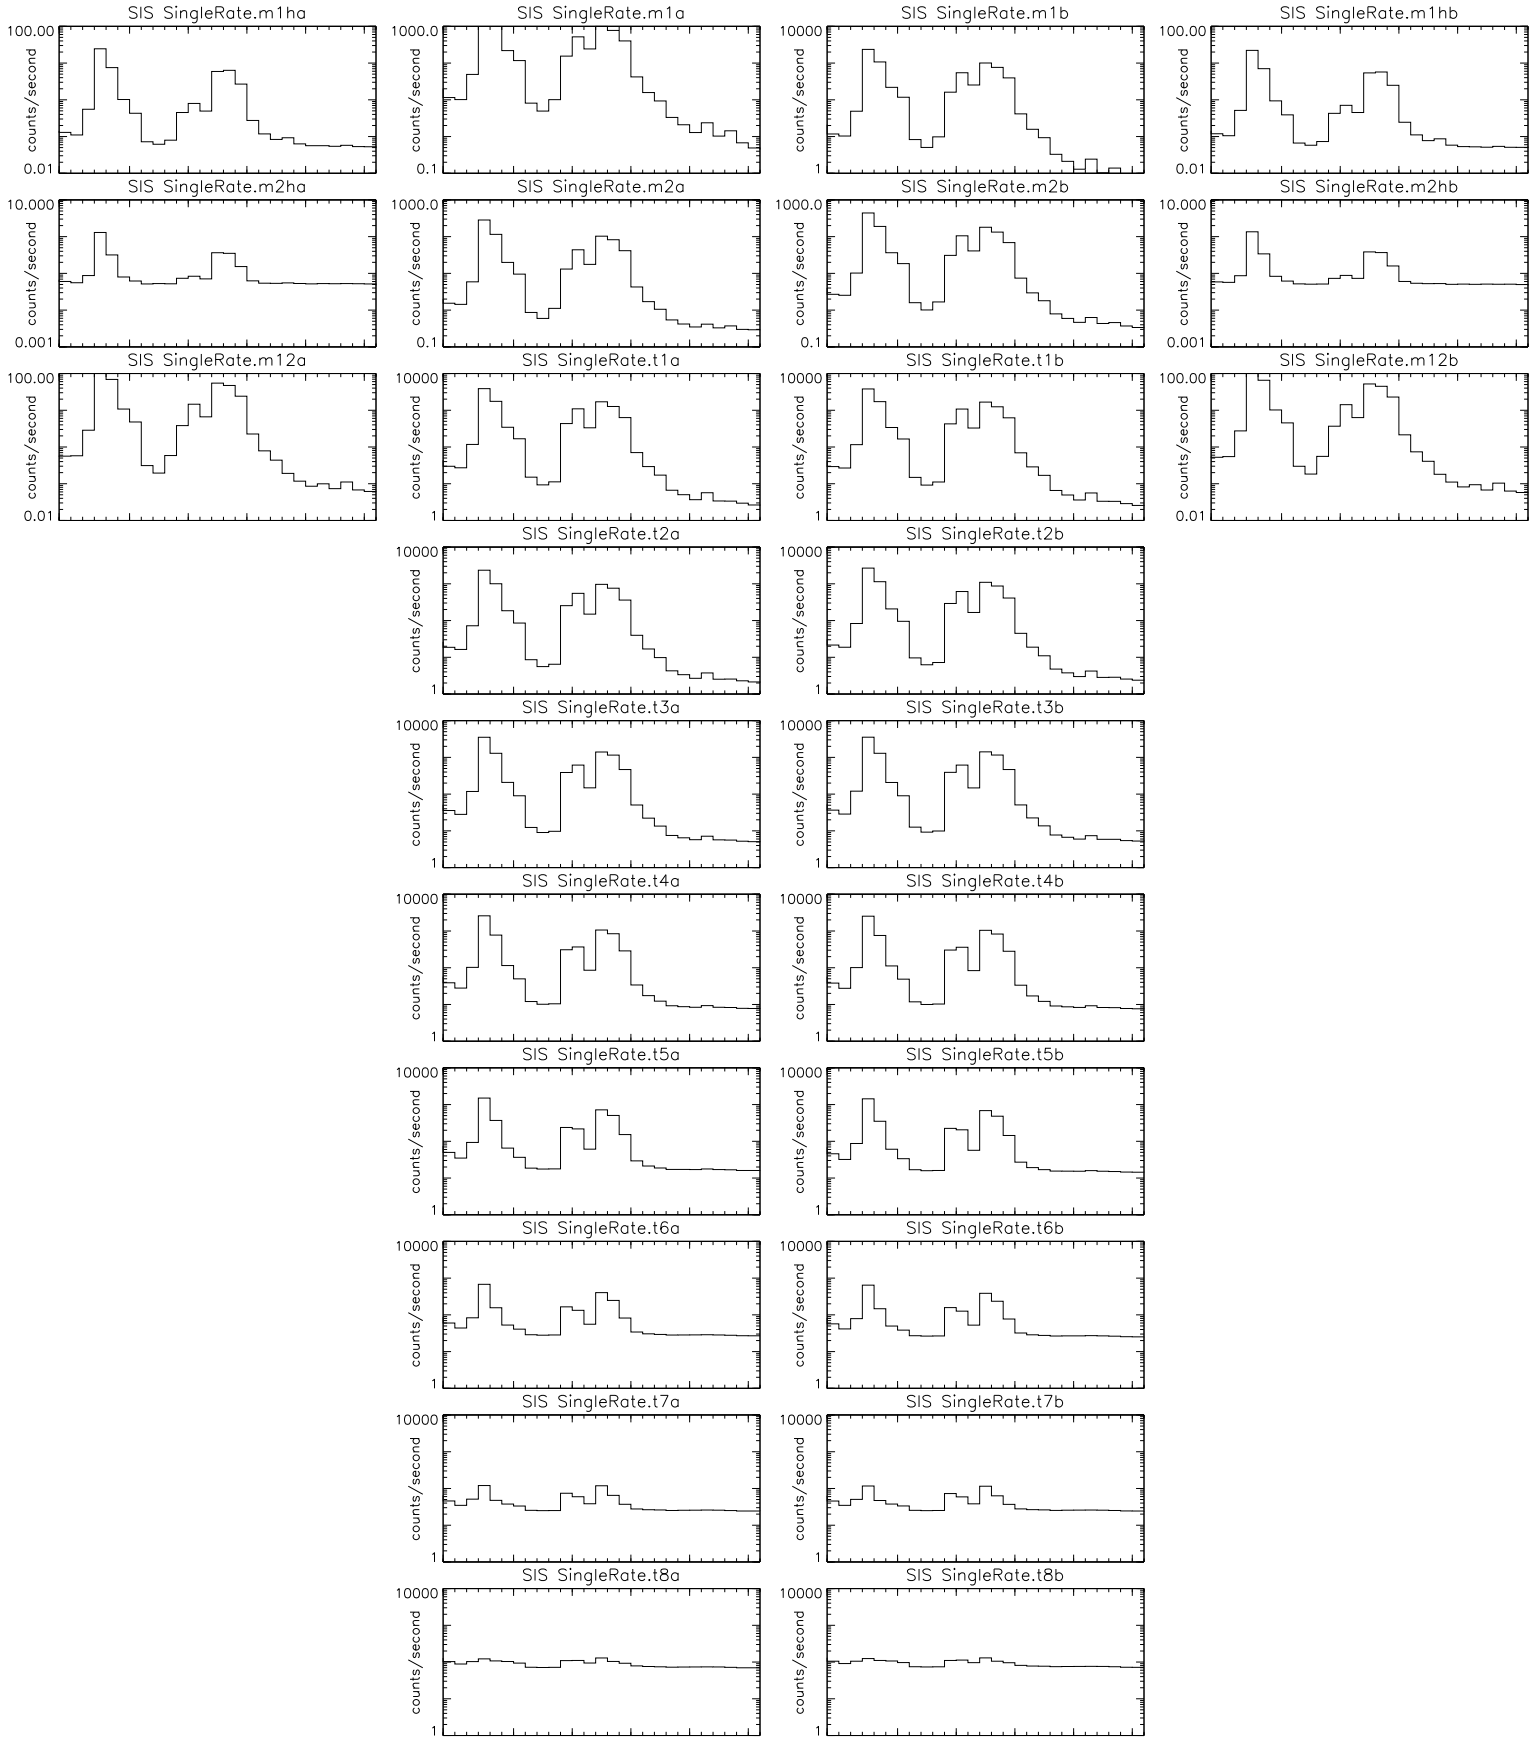 SIS SingleRate.m1ha
100.00
counts/second
0.01
SIS SingleRate.m1a
1000.0
counts/second
0.1
SIS SingleRate.m1b
10000
counts/second
1
SIS SingleRate.m1hb
100.00
counts/second
0.01
SIS SingleRate.m2ha
10.000
counts/second
0.001
SIS SingleRate.m2a
1000.0
counts/second
0.1
SIS SingleRate.m2b
1000.0
counts/second
0.1
SIS SingleRate.m2hb
10.000
counts/second
0.001
SIS SingleRate.m12a
100.00
counts/second
0.01
SIS SingleRate.t1a
10000
counts/second
1
SIS SingleRate.t1b
10000
counts/second
1
SIS SingleRate.m12b
100.00
counts/second
0.01
SIS SingleRate.t2a
10000
counts/second
1
SIS SingleRate.t2b
10000
counts/second
1
SIS SingleRate.t3a
10000
counts/second
1
SIS SingleRate.t3b
10000
counts/second
1
SIS SingleRate.t4a
10000
counts/second
1
SIS SingleRate.t4b
10000
counts/second
1
SIS SingleRate.t5a
10000
counts/second
1
SIS SingleRate.t5b
10000
counts/second
1
SIS SingleRate.t6a
10000
counts/second
1
SIS SingleRate.t6b
10000
counts/second
1
SIS SingleRate.t7a
10000
counts/second
1
SIS SingleRate.t7b
10000
counts/second
1
SIS SingleRate.t8a
10000
counts/second
1
SIS SingleRate.t8b
10000
counts/second
1